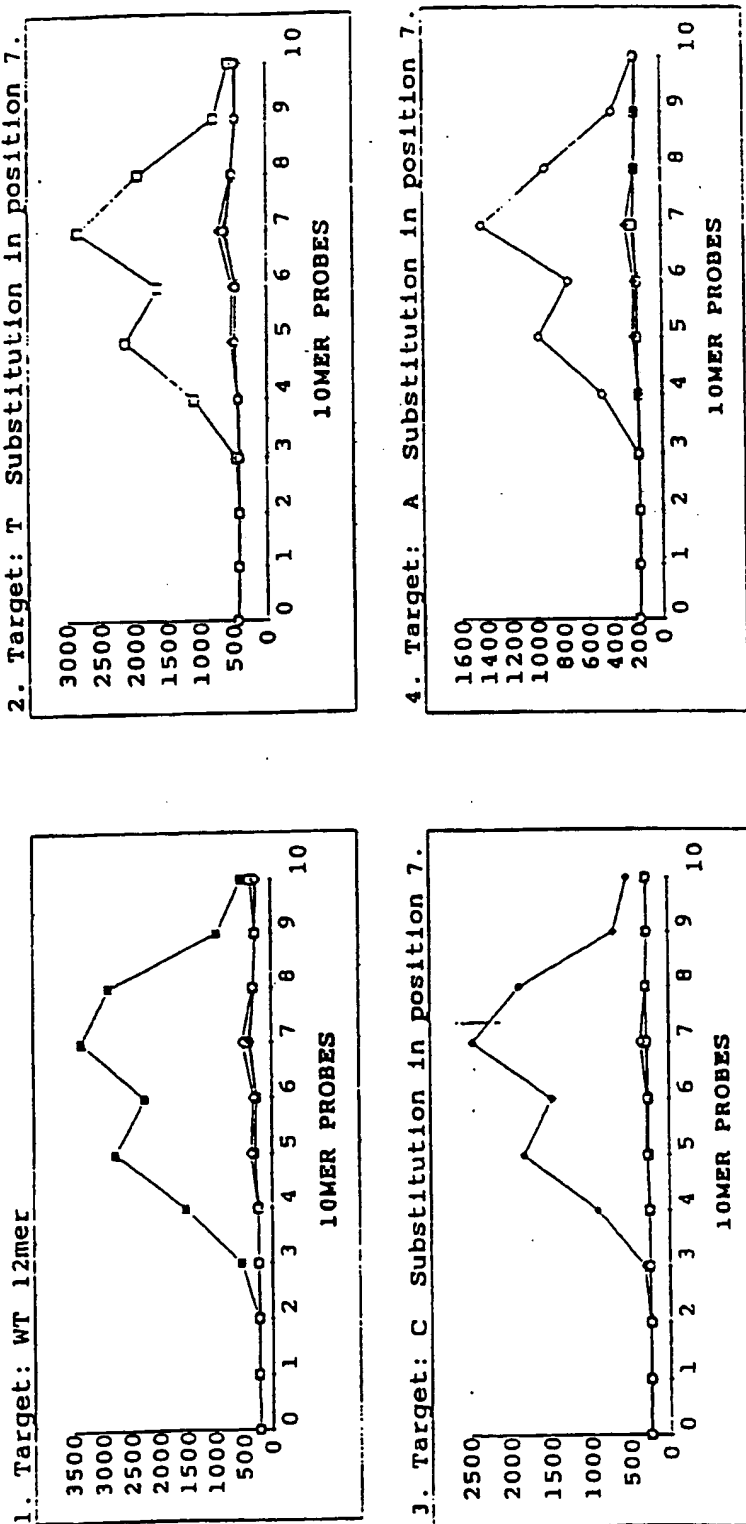 1. Target: WT 12mer
3500
3000
2500
2000
1500
1000
500
0
0 1 2 3 4 5 6 7 8 9 10
10MER PROBES
2. Target: T Substitution in position 7.
3000
2500
2000
1500
1000
500
0
0 1 2 3 4 5 6 7 8 9 10
10MER PROBES
3. Target: C Substitution in position 7.
2500
2000
1500
1000
500
0
0 1 2 3 4 5 6 7 8 9 10
10MER PROBES
4. Target: A Substitution in position 7.
1600
1400
1200
1000
800
600
400
200
0
0 1 2 3 4 5 6 7 8 9 10
10MER PROBES